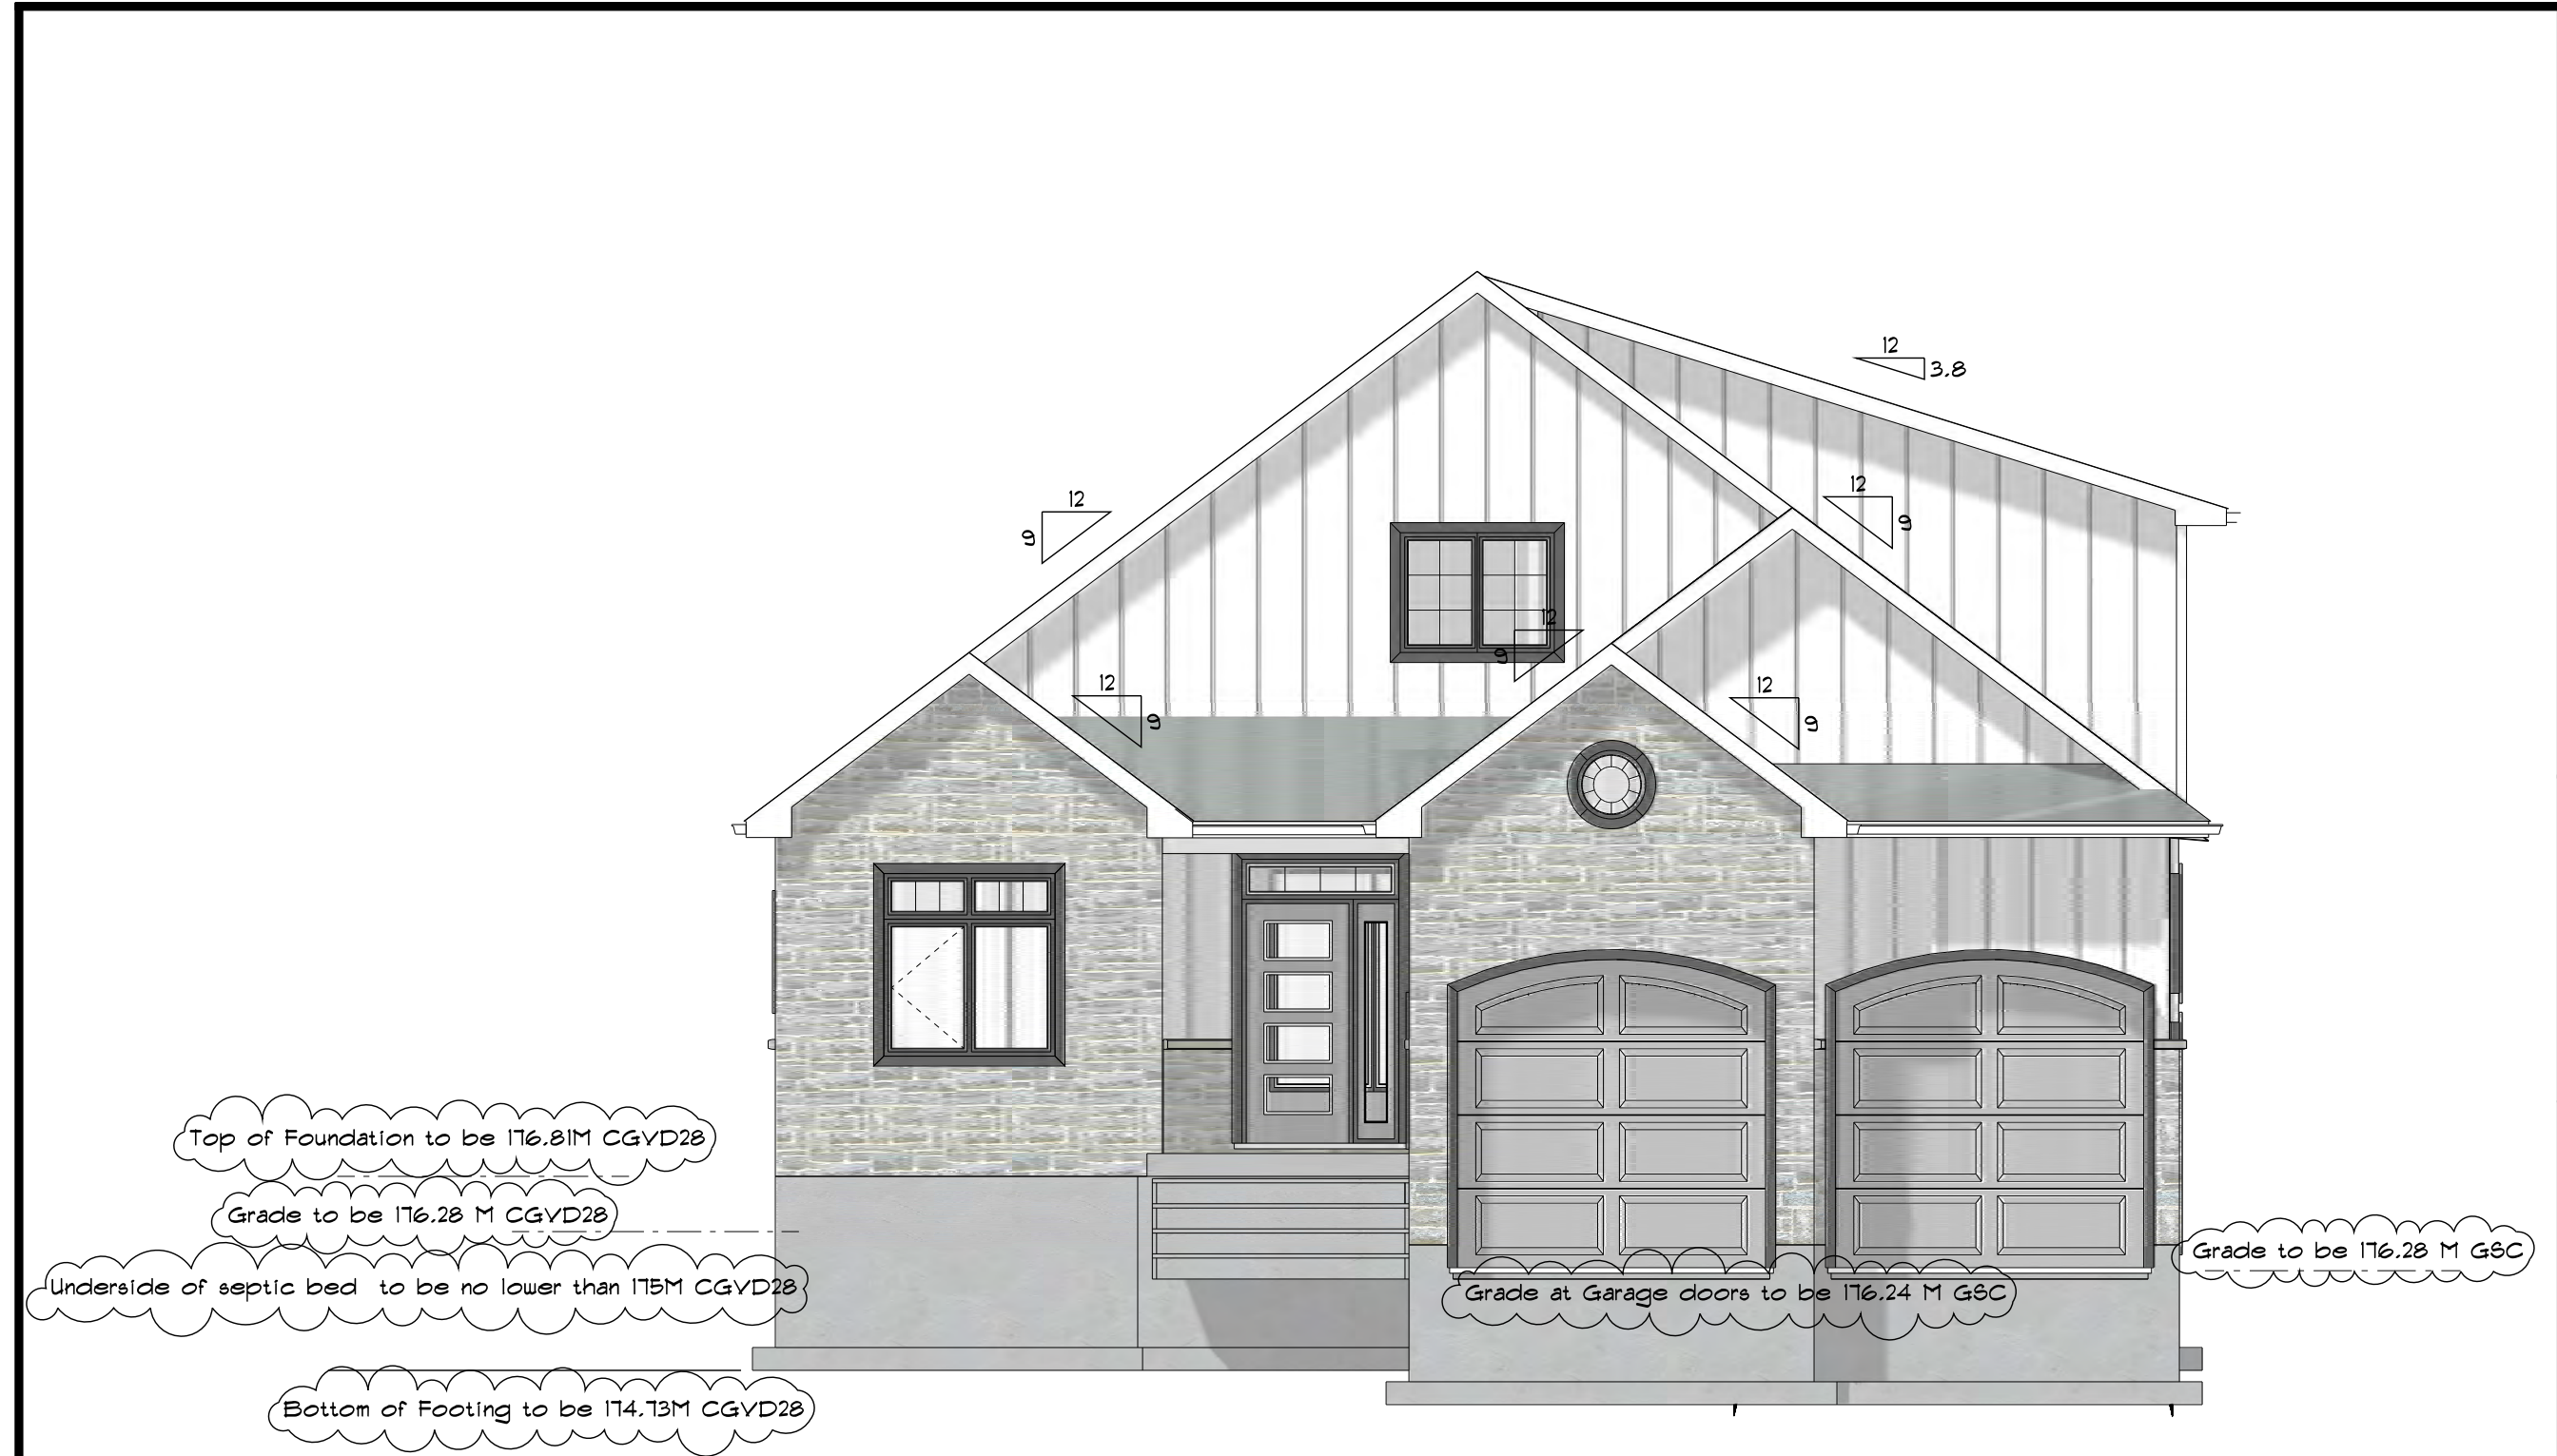 12
3.8
12
9
12
9
12
9
12
9
12
9
Top of Foundation to be 176.81M CGVD28
Grade to be 176.28 M CGVD28
Underside of septic bed to be no lower than 175M CGVD28
Grade to be 176.28 M GSC
Grade at Garage doors to be 176.24 M GSC
Bottom of Footing to be 174.73M CGVD28